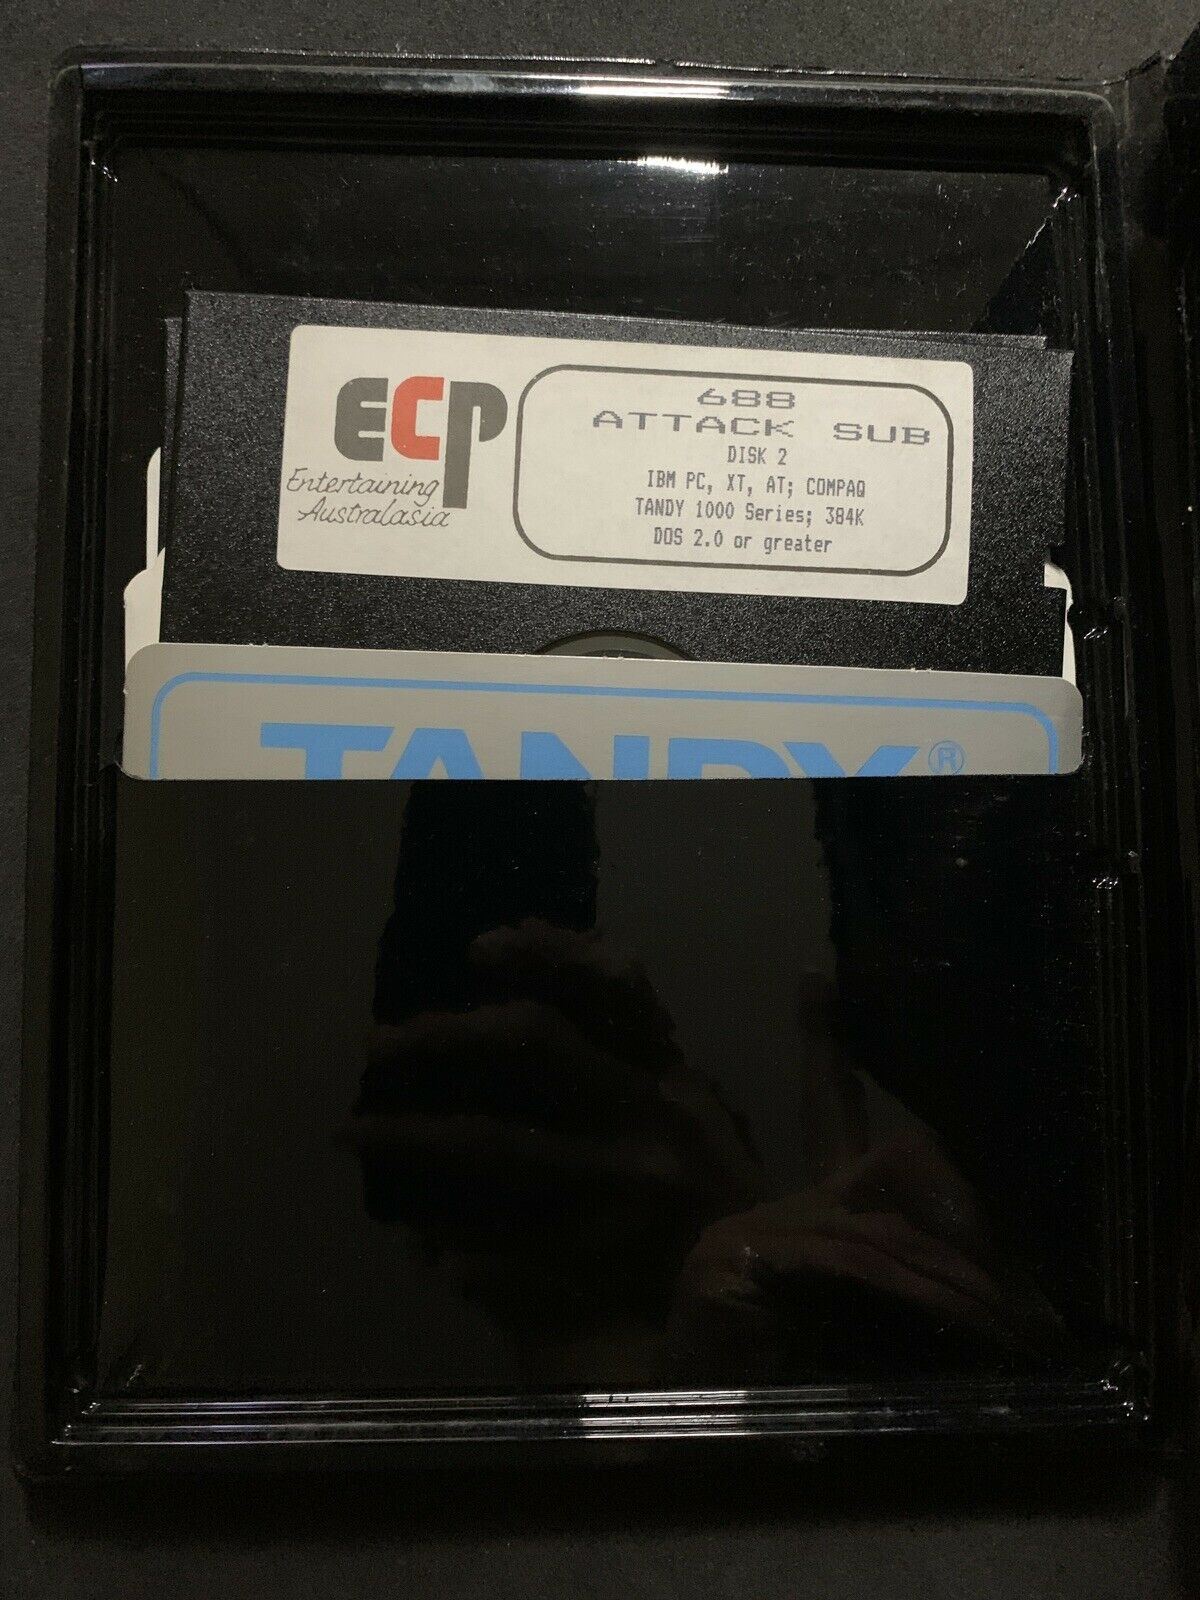 ECP
Entertaining
Australasia
688
ATTACK SUB
DISK 2
IBM PC, XT, AT; COMPAQ
TANDY 1000 Series; 384K
DOS 2.0 or greater
TANDY®